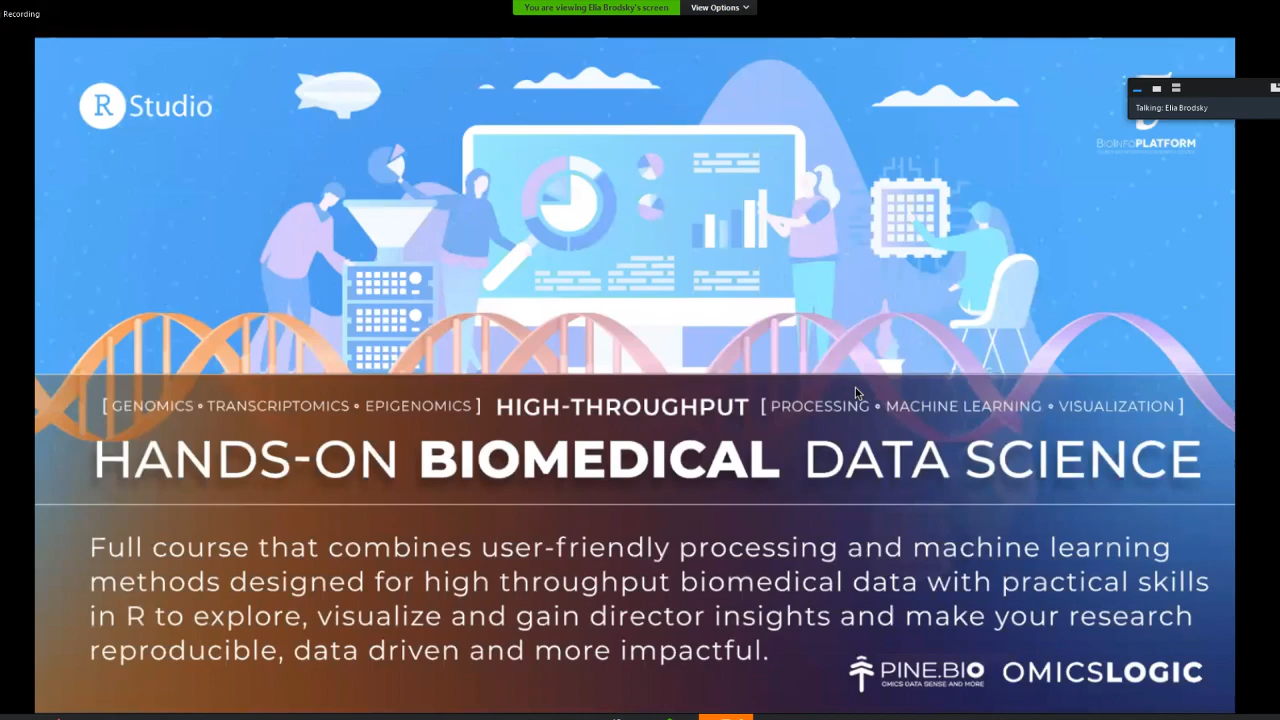 Recording
You are viewing Elia Brodsky's screen
View Options
R Studio
Talking: Elia Brodsky
BIOINFOPLATFORM
[ GENOMICS • TRANSCRIPTOMICS • EPIGENOMICS ] HIGH-THROUGHPUT [ PROCESSING • MACHINE LEARNING • VISUALIZATION ]
HANDS-ON BIOMEDICAL DATA SCIENCE
Full course that combines user-friendly processing and machine learning
methods designed for high throughput biomedical data with practical skills
in R to explore, visualize and gain director insights and make your research
reproducible, data driven and more impactful.
PINE.BIO
OMICS DATA SENSE AND MORE
OMICSLOGIC